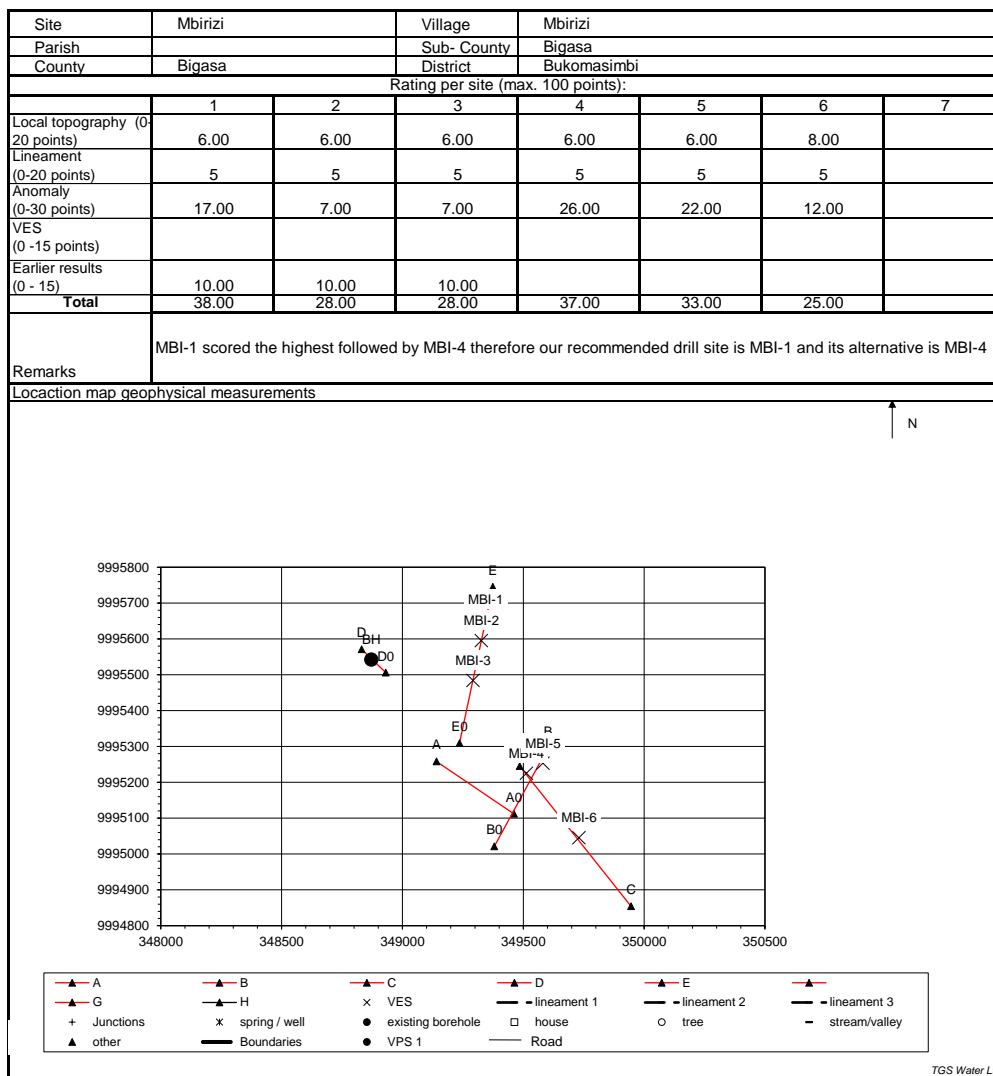 Site Mbirizi Village Mbirizi
Parish Sub- County Bigasa
County Bigasa District Bukomasimbi
Rating per site (max. 100 points):
1 2 3 4 5 6 7
Local topography (0-
20 points) 6.00 6.00 6.00 6.00 6.00 8.00
Lineament
(0-20 points) 5 5 5 5 5 5
Anomaly
(0-30 points) 17.00 7.00 7.00 26.00 22.00 12.00
VES
(0 -15 points)
Earlier results
(0 - 15) 10.00 10.00 10.00
Total 38.00 28.00 28.00 37.00 33.00 25.00
MBI-1 scored the highest followed by MBI-4 therefore our recommended drill site is MBI-1 and its alternative is MBI-4
Remarks
Locaction map geophysical measurements
N
9995800
E
9995700
MBI-1
MBI-2
9995600
D
BH
D0
MBI-3
9995500
9995400
E0
A
B
9995300
MBI-5
MBI-4
9995200
A0
9995100
MBI-6
B0
9995000
9994900
C
9994800
348000 348500 349000 349500 350000 350500
A B C D E
G H VES lineament 1 lineament 2 lineament 3
Junctions spring / well existing borehole house tree stream/valley
other Boundaries VPS 1 Road
TGS Water L